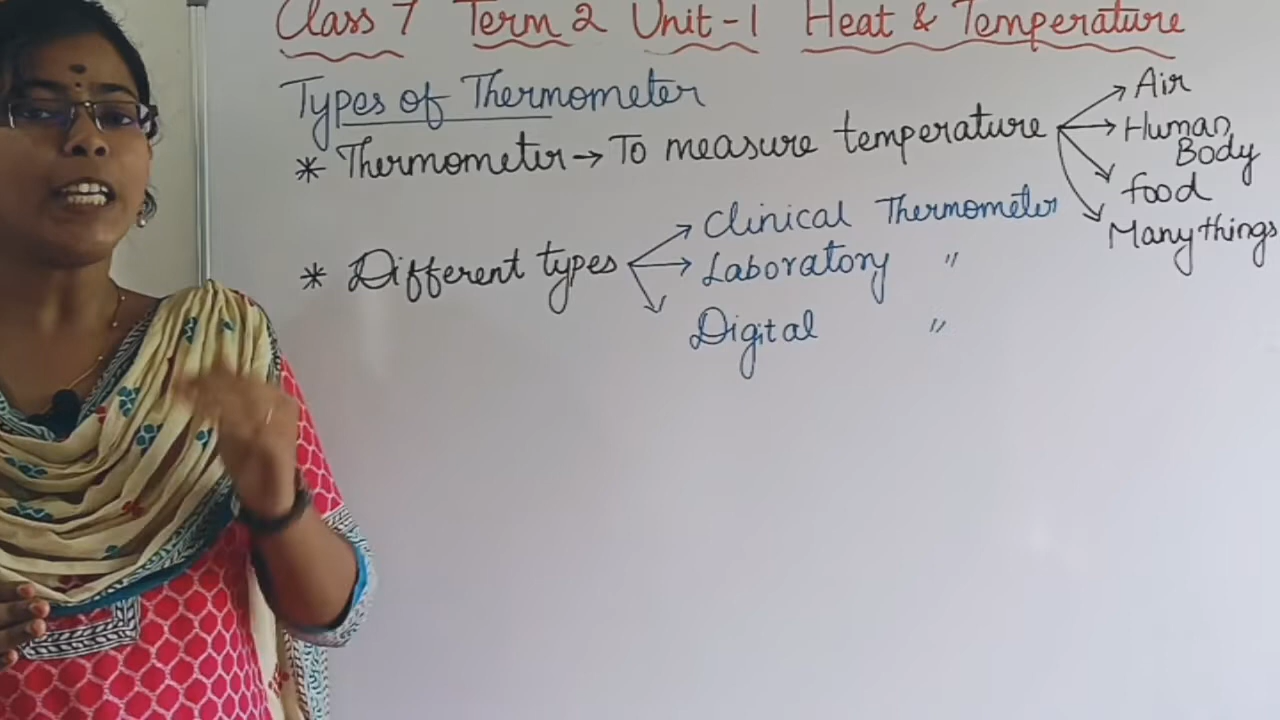 Class 7 Term 2 Unit - 1 Heat & Temperature
Types of Thermometer
* Thermometer → To measure temperature
Air
Human
Body
food
Many things
* Different types
Clinical Thermometer
Laboratory "
Digital "